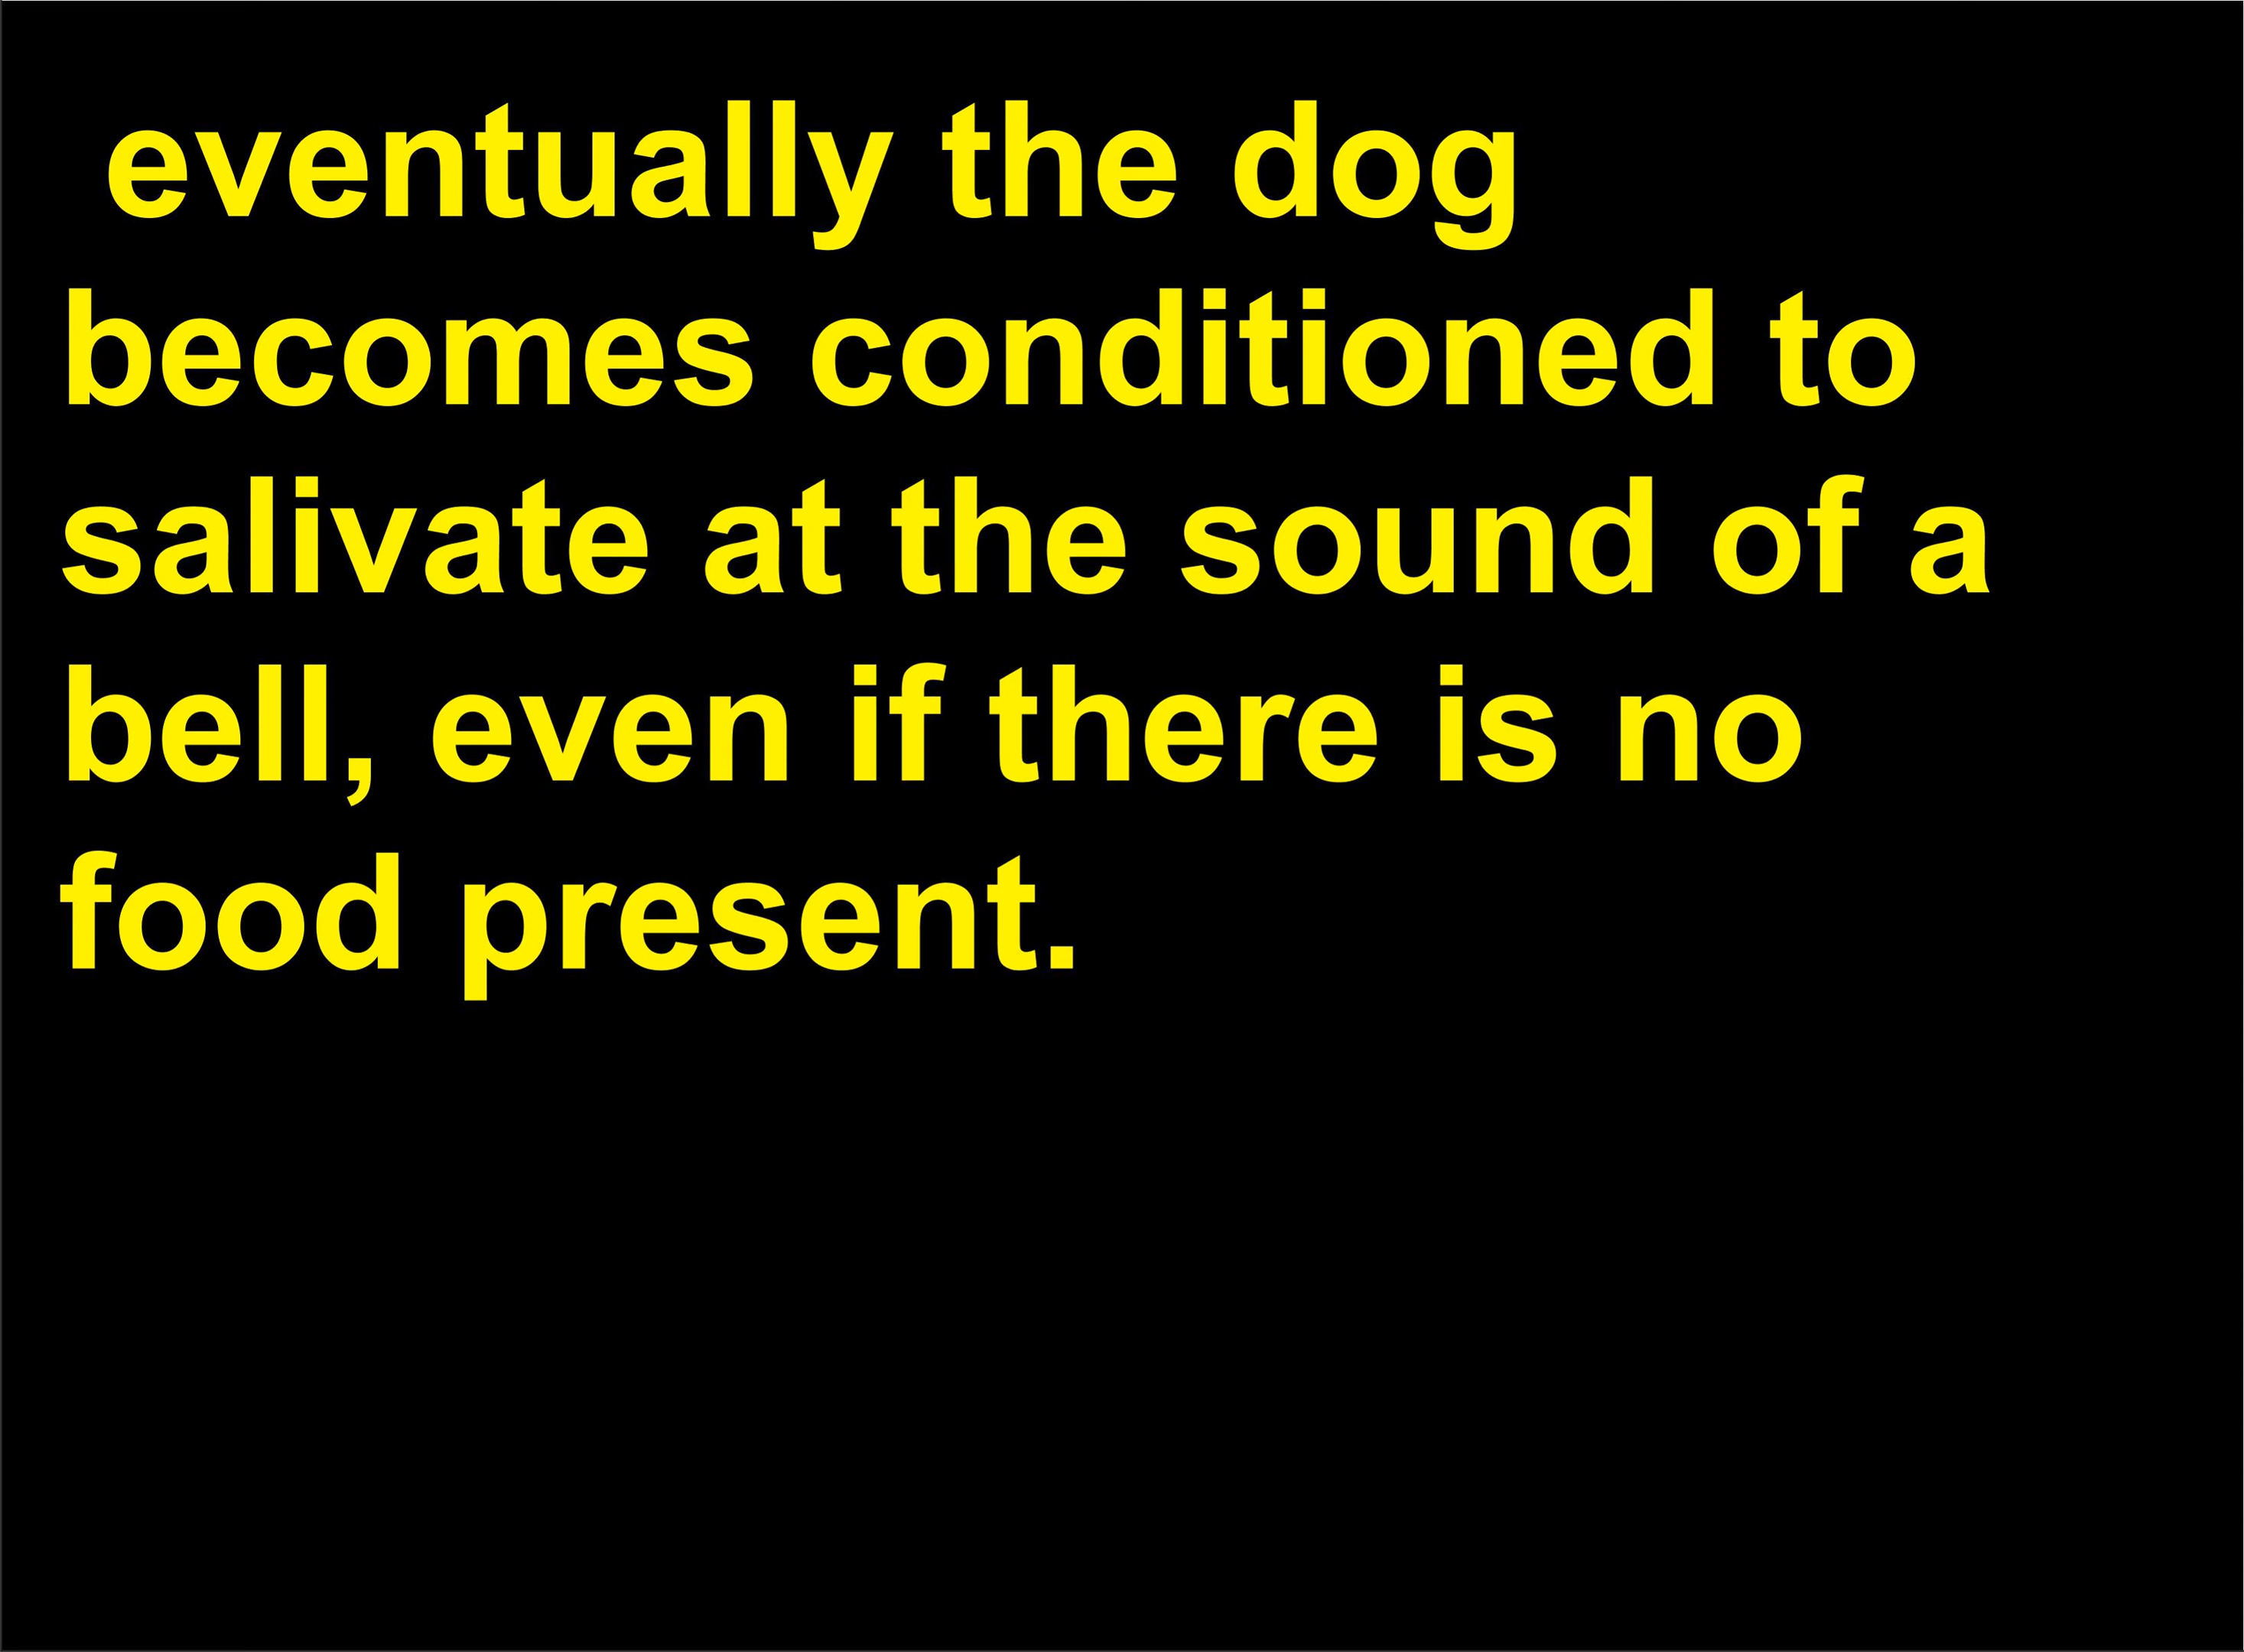 eventually the dog
becomes conditioned to
salivate at the sound of a
bell, even if there is no
food present.